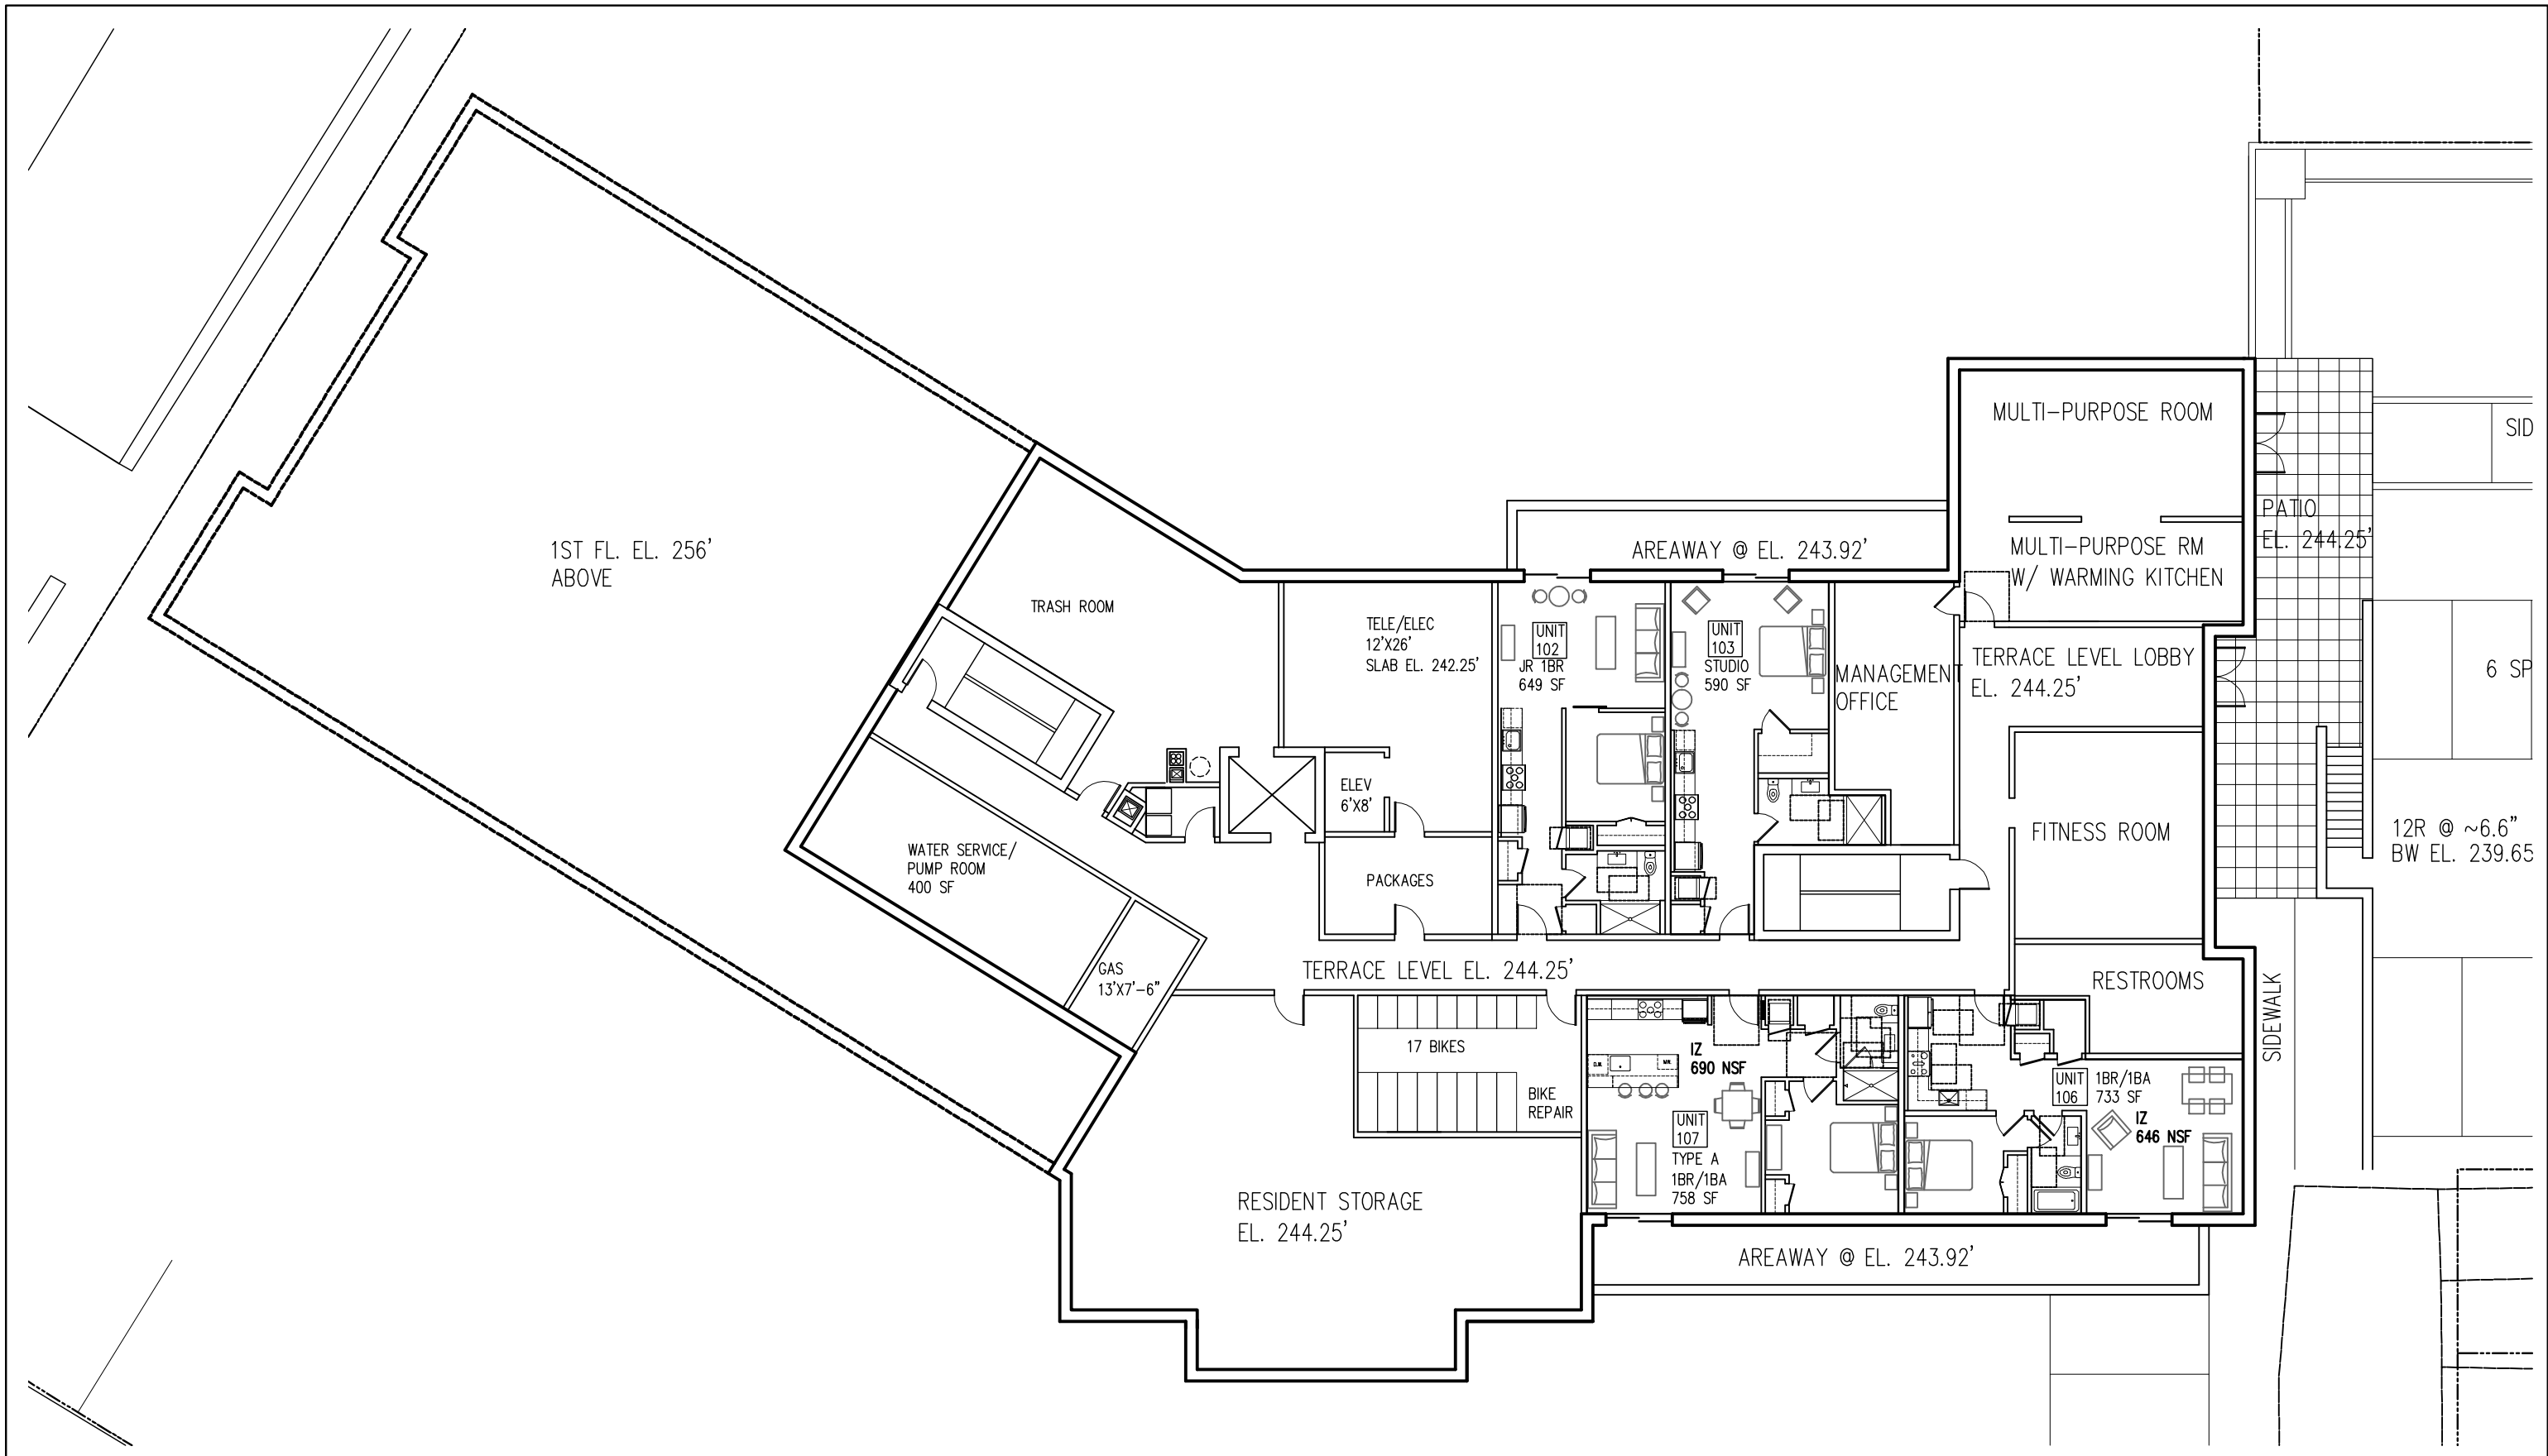 MULTI-PURPOSE ROOM
SID
PATIO
EL. 244.25'
1ST FL. EL. 256'
ABOVE
AREAWAY @ EL. 243.92'
MULTI-PURPOSE RM
W/ WARMING KITCHEN
TRASH ROOM
TELE/ELEC
12'X26'
SLAB EL. 242.25'
UNIT
102
JR 1BR
649 SF
UNIT
103
STUDIO
590 SF
MANAGEMENT
OFFICE
TERRACE LEVEL LOBBY
EL. 244.25'
6 SP
ELEV
6'X8'
FITNESS ROOM
12R @ ~6.6"
BW EL. 239.65
WATER SERVICE/
PUMP ROOM
400 SF
PACKAGES
GAS
13'X7'-6"
TERRACE LEVEL EL. 244.25'
RESTROOMS
SIDEWALK
17 BIKES
BIKE
REPAIR
IZ
690 NSF
D.W.
UNIT
107
TYPE A
1BR/1BA
758 SF
UNIT
106
1BR/1BA
733 SF
IZ
646 NSF
RESIDENT STORAGE
EL. 244.25'
AREAWAY @ EL. 243.92'